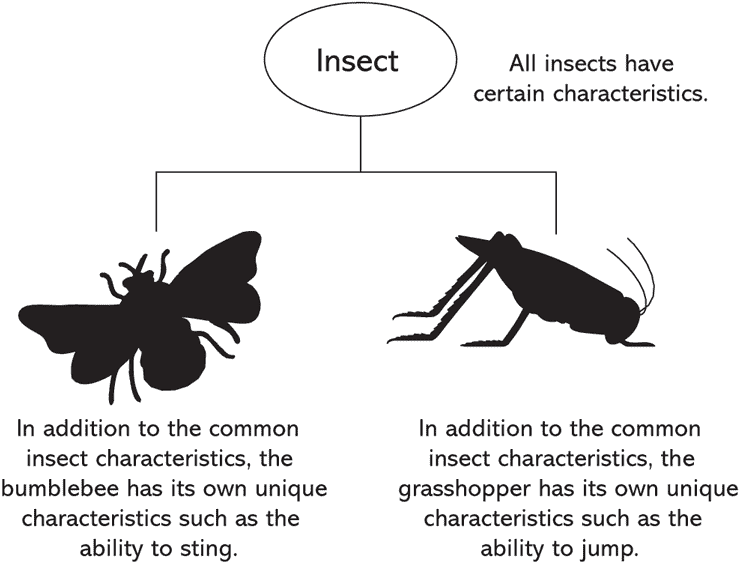 Insect
All insects have
certain characteristics.
In addition to the common
insect characteristics, the
bumblebee has its own unique
characteristics such as the
ability to sting.
In addition to the common
insect characteristics, the
grasshopper has its own unique
characteristics such as the
ability to jump.